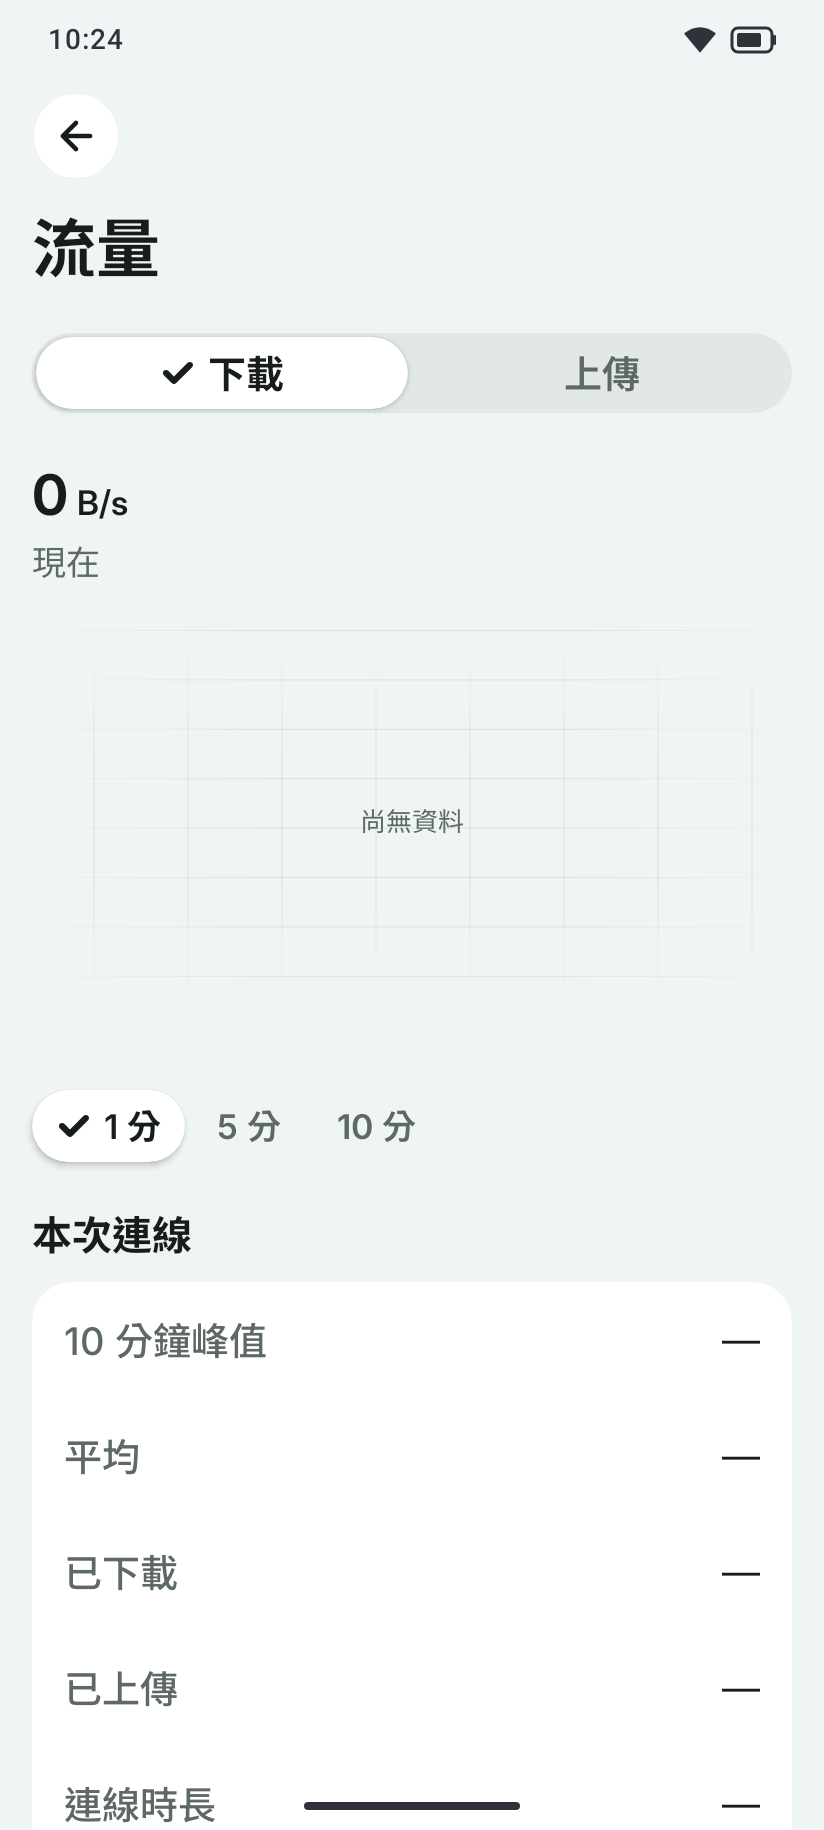 10:24
流量
下載
上傳
0 B/s
現在
尚無資料
1 分
5 分
10 分
本次連線
10 分鐘峰值 —
平均 —
已下載 —
已上傳 —
連線時長 —